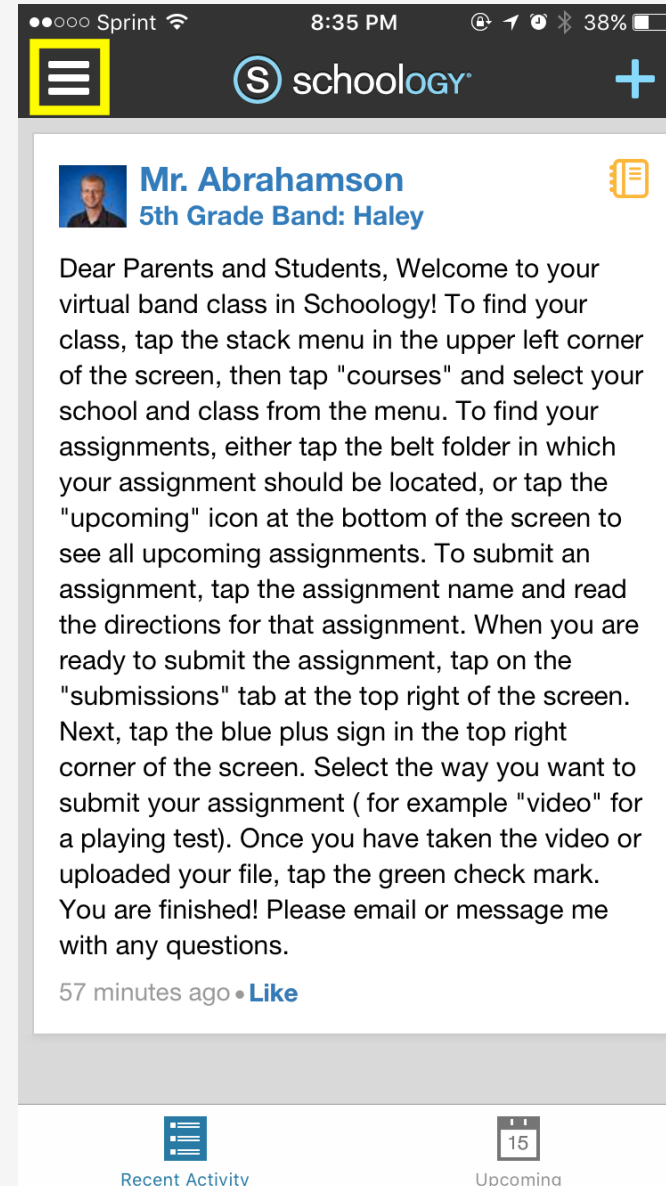 Sprint 8:35 PM 38%
S schoology
Mr. Abrahamson
5th Grade Band: Haley
Dear Parents and Students, Welcome to your
virtual band class in Schoology! To find your
class, tap the stack menu in the upper left corner
of the screen, then tap "courses" and select your
school and class from the menu. To find your
assignments, either tap the belt folder in which
your assignment should be located, or tap the
"upcoming" icon at the bottom of the screen to
see all upcoming assignments. To submit an
assignment, tap the assignment name and read
the directions for that assignment. When you are
ready to submit the assignment, tap on the
"submissions" tab at the top right of the screen.
Next, tap the blue plus sign in the top right
corner of the screen. Select the way you want to
submit your assignment ( for example "video" for
a playing test). Once you have taken the video or
uploaded your file, tap the green check mark.
You are finished! Please email or message me
with any questions.
57 minutes ago • Like
15
Recent Activity Upcoming